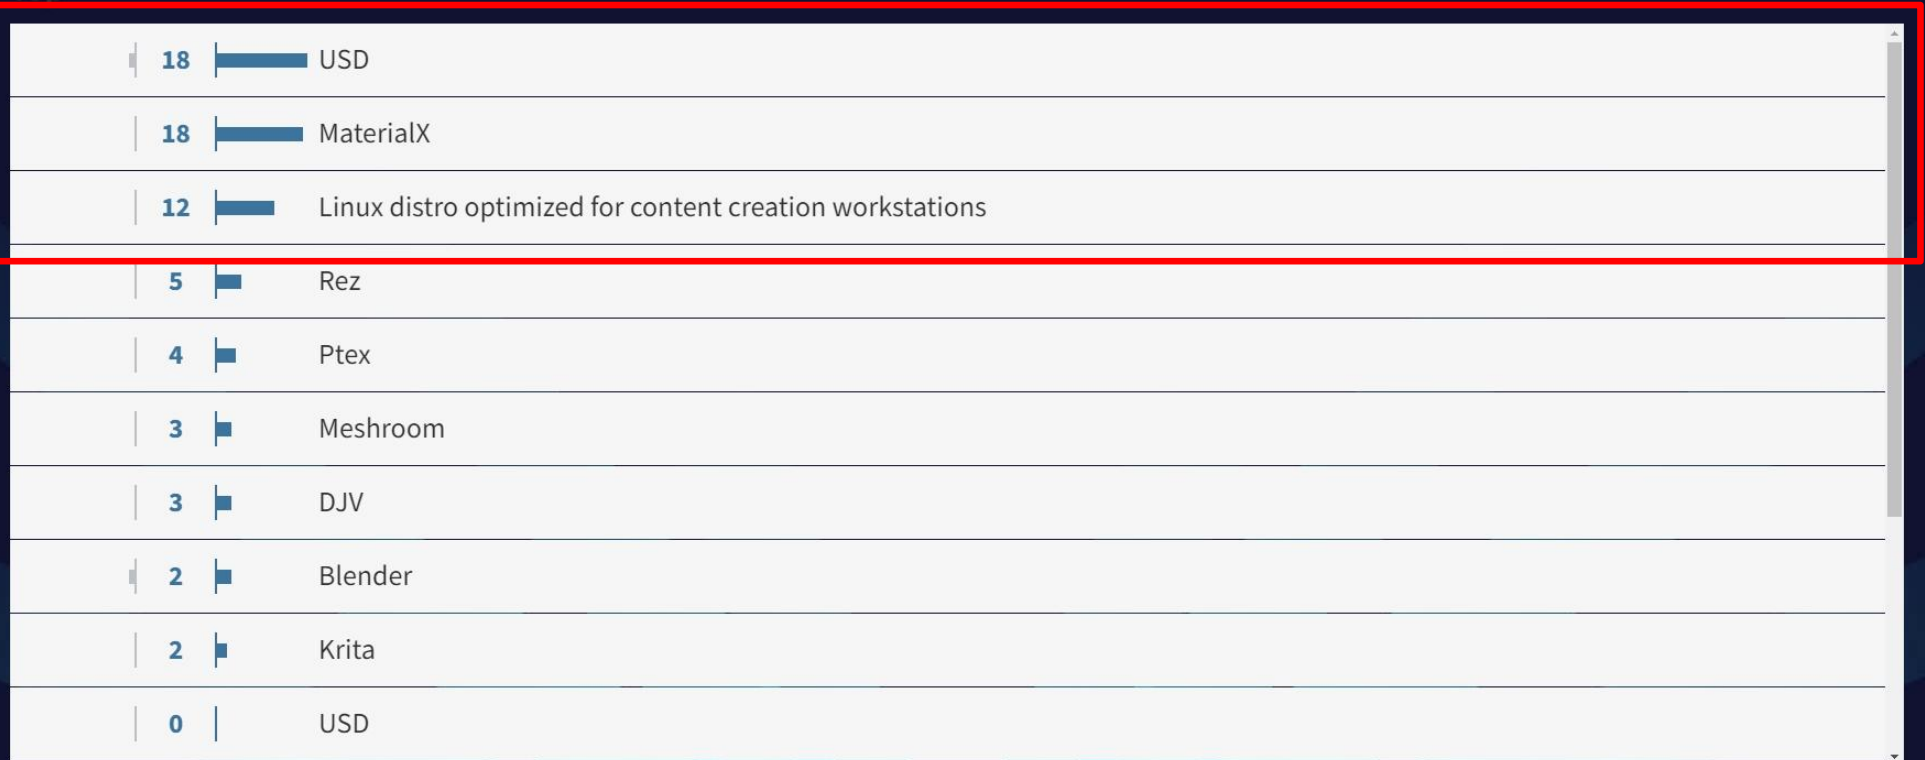 18 USD
18 MaterialX
12 Linux distro optimized for content creation workstations
5 Rez
4 Ptex
3 Meshroom
3 DJV
2 Blender
2 Krita
0 USD